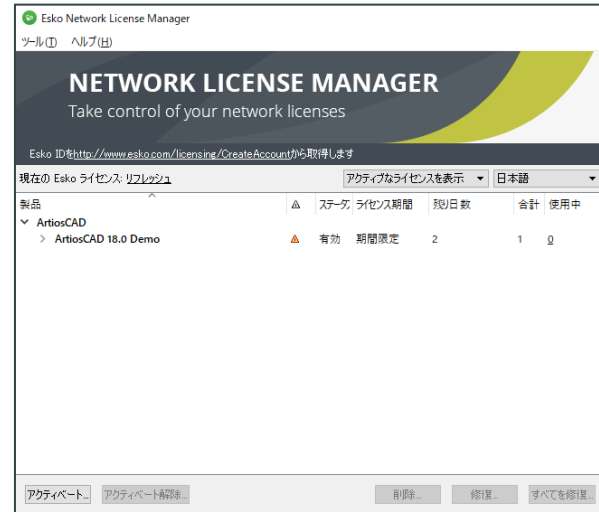 Esko Network License Manager
ツール(T) ヘルプ(H)
NETWORK LICENSE MANAGER
Take control of your network licenses
Esko IDをhttp://www.esko.com/licensing/CreateAccountから取得します
現在の Esko ライセンス: リフレッシュ アクティブなライセンスを表示 日本語
製品 ステータ ライセンス期間 残り日数 合計 使用中
ArtiosCAD
ArtiosCAD 18.0 Demo 有効 期間限定 2 1 0
アクティベート... アクティベート解除... 削除... 修復... すべてを修復...